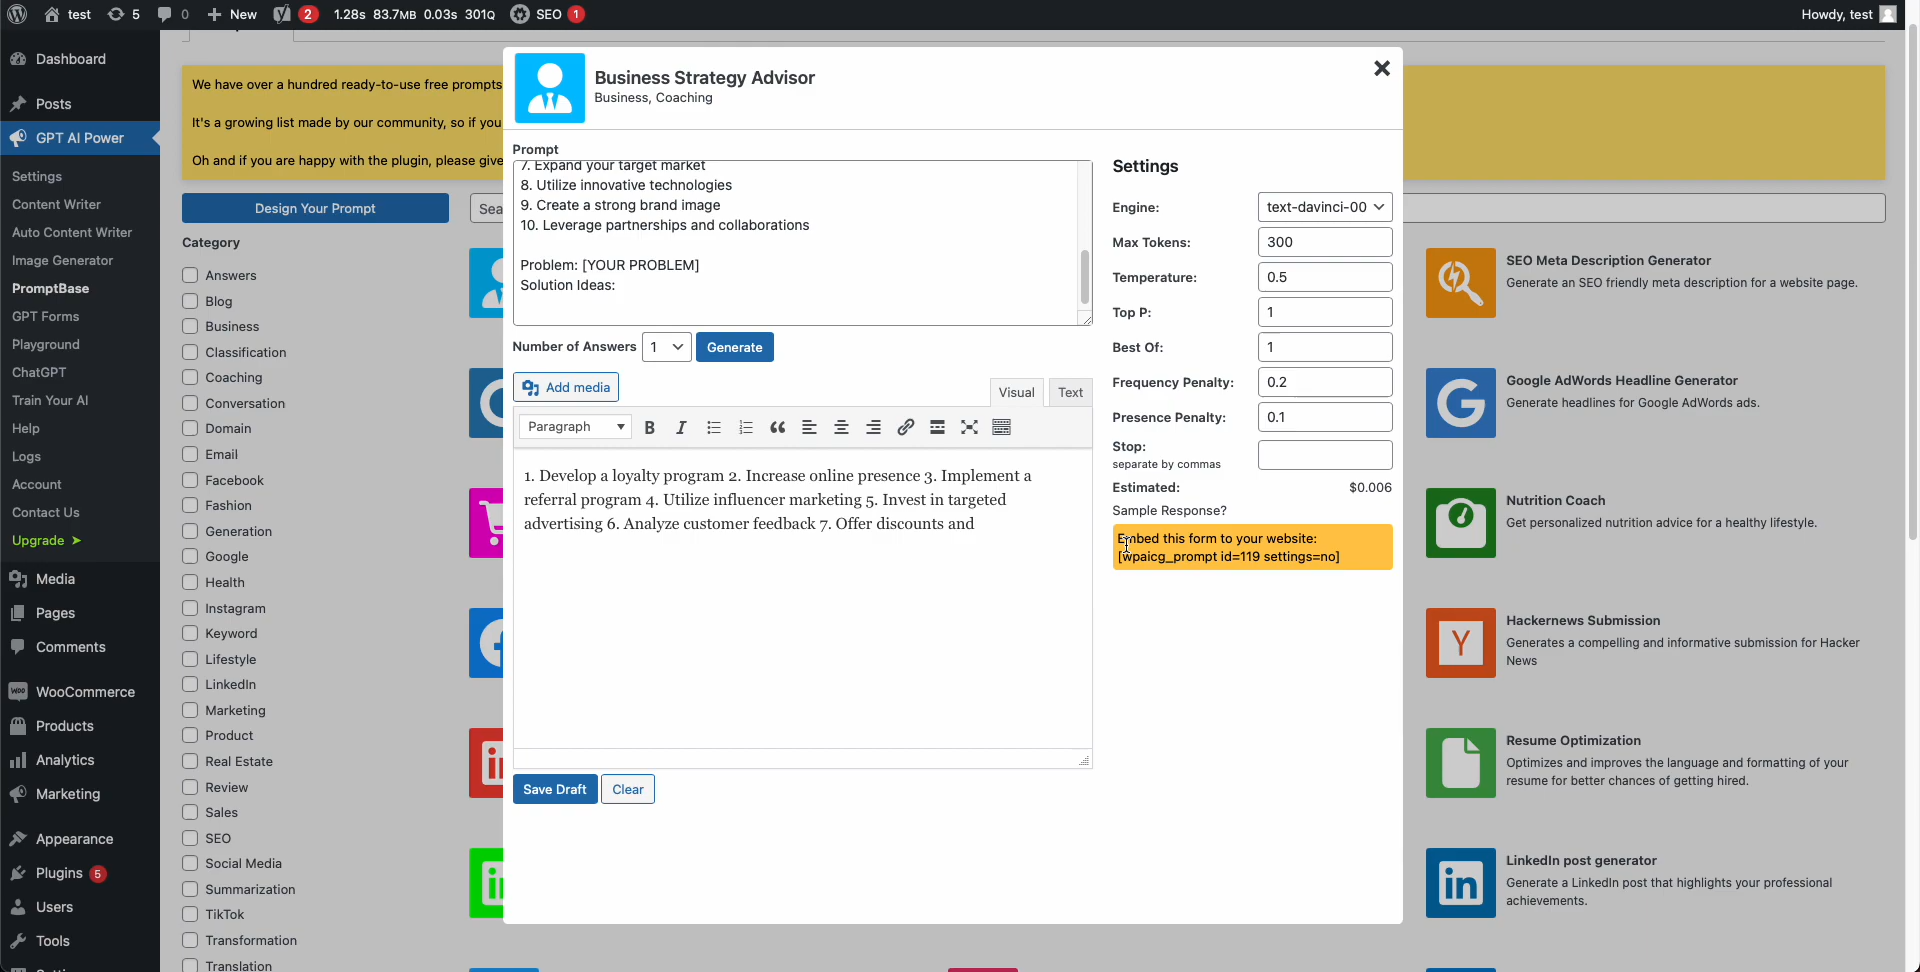 test
5
0
New
2
1.28s 83.7MB 0.03s 301Q
SEO 1
Howdy, test
Dashboard
Posts
GPT AI Power
Settings
Content Writer
Auto Content Writer
Image Generator
PromptBase
GPT Forms
Playground
ChatGPT
Train Your AI
Help
Logs
Account
Contact Us
Upgrade ➤
Media
Pages
Comments
WooCommerce
Products
Analytics
Marketing
Appearance
Plugins 5
Users
Tools
We have over a hundred ready-to-use free prompts
It's a growing list made by our community, so if you
Oh and if you are happy with the plugin, please give
Design Your Prompt
Category
Answers
Blog
Business
Classification
Coaching
Conversation
Domain
Email
Facebook
Fashion
Generation
Google
Health
Instagram
Keyword
Lifestyle
LinkedIn
Marketing
Product
Real Estate
Review
Sales
SEO
Social Media
Summarization
TikTok
Transformation
Translation
Business Strategy Advisor
Business, Coaching
Prompt
7. Expand your target market
8. Utilize innovative technologies
9. Create a strong brand image
10. Leverage partnerships and collaborations
Problem: [YOUR PROBLEM]
Solution Ideas:
Number of Answers 1 Generate
Add media
Visual Text
Paragraph
1. Develop a loyalty program 2. Increase online presence 3. Implement a
referral program 4. Utilize influencer marketing 5. Invest in targeted
advertising 6. Analyze customer feedback 7. Offer discounts and
Save Draft Clear
Settings
Engine: text-davinci-00
Max Tokens: 300
Temperature: 0.5
Top P: 1
Best Of: 1
Frequency Penalty: 0.2
Presence Penalty: 0.1
Stop:
separate by commas
Estimated: $0.006
Sample Response?
Embed this form to your website:
[wpaicg_prompt id=119 settings=no]
SEO Meta Description Generator
Generate an SEO friendly meta description for a website page.
Google AdWords Headline Generator
Generate headlines for Google AdWords ads.
Nutrition Coach
Get personalized nutrition advice for a healthy lifestyle.
Hackernews Submission
Generates a compelling and informative submission for Hacker
News
Resume Optimization
Optimizes and improves the language and formatting of your
resume for better chances of getting hired.
LinkedIn post generator
Generate a LinkedIn post that highlights your professional
achievements.